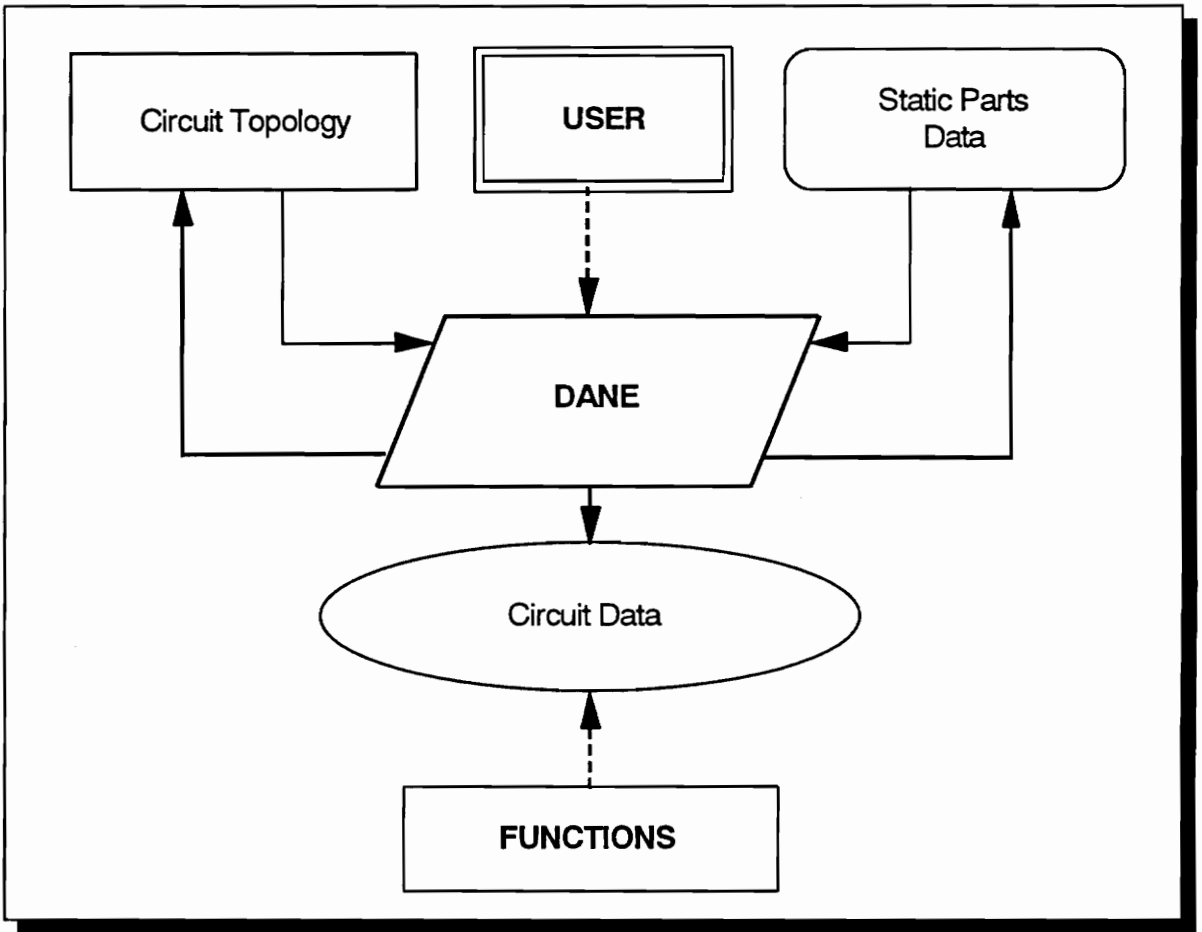 Circuit Topology
USER
Static Parts
Data
DANE
Circuit Data
FUNCTIONS